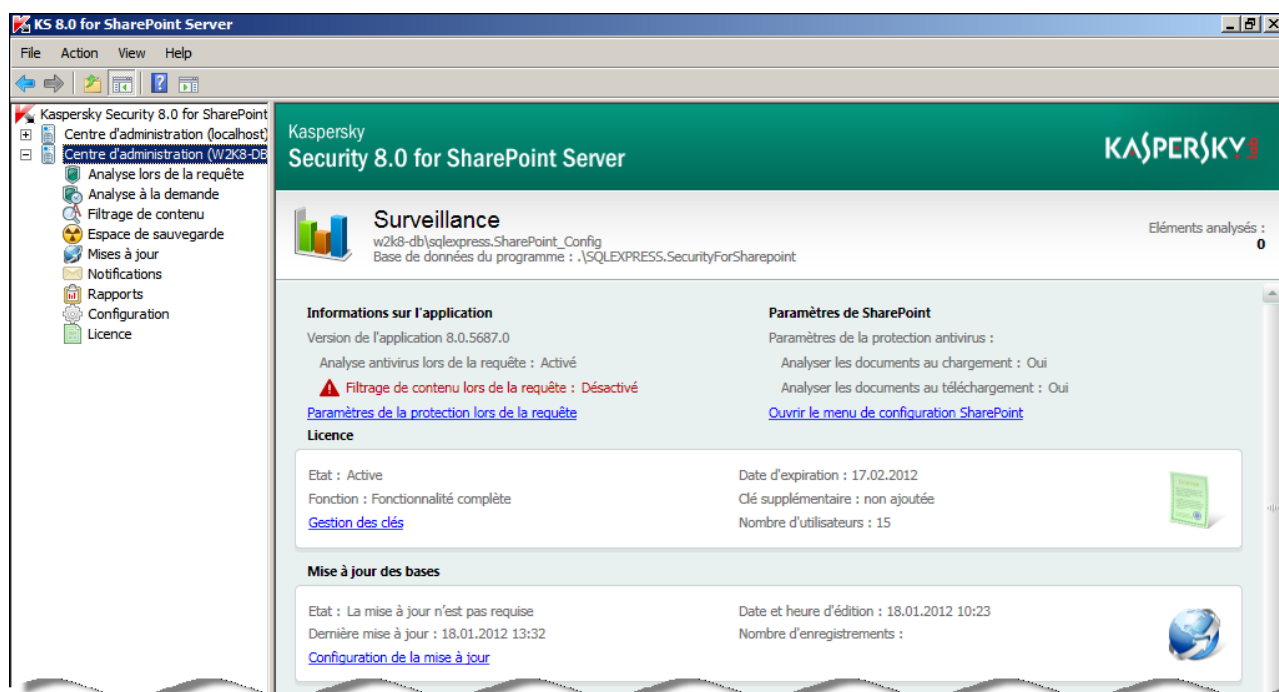 KS 8.0 for SharePoint Server
File Action View Help
Kaspersky Security 8.0 for SharePoint
Centre d'administration (localhost)
Centre d'administration (W2K8-DB
Analyse lors de la requête
Analyse à la demande
Filtrage de contenu
Espace de sauvegarde
Mises à jour
Notifications
Rapports
Configuration
Licence
Kaspersky
Security 8.0 for SharePoint Server
KASPERSKY lab
Surveillance
w2k8-db\sqlexpress.SharePoint_Config
Base de données du programme : .\SQLEXPRESS.SecurityForSharepoint
Eléments analysés :
0
Informations sur l'application
Version de l'application 8.0.5687.0
Analyse antivirus lors de la requête : Activé
Filtrage de contenu lors de la requête : Désactivé
Paramètres de la protection lors de la requête
Paramètres de SharePoint
Paramètres de la protection antivirus :
Analyser les documents au chargement : Oui
Analyser les documents au téléchargement : Oui
Ouvrir le menu de configuration SharePoint
Licence
Etat : Active
Fonction : Fonctionnalité complète
Gestion des clés
Date d'expiration : 17.02.2012
Clé supplémentaire : non ajoutée
Nombre d'utilisateurs : 15
Mise à jour des bases
Etat : La mise à jour n'est pas requise
Dernière mise à jour : 18.01.2012 13:32
Configuration de la mise à jour
Date et heure d'édition : 18.01.2012 10:23
Nombre d'enregistrements :